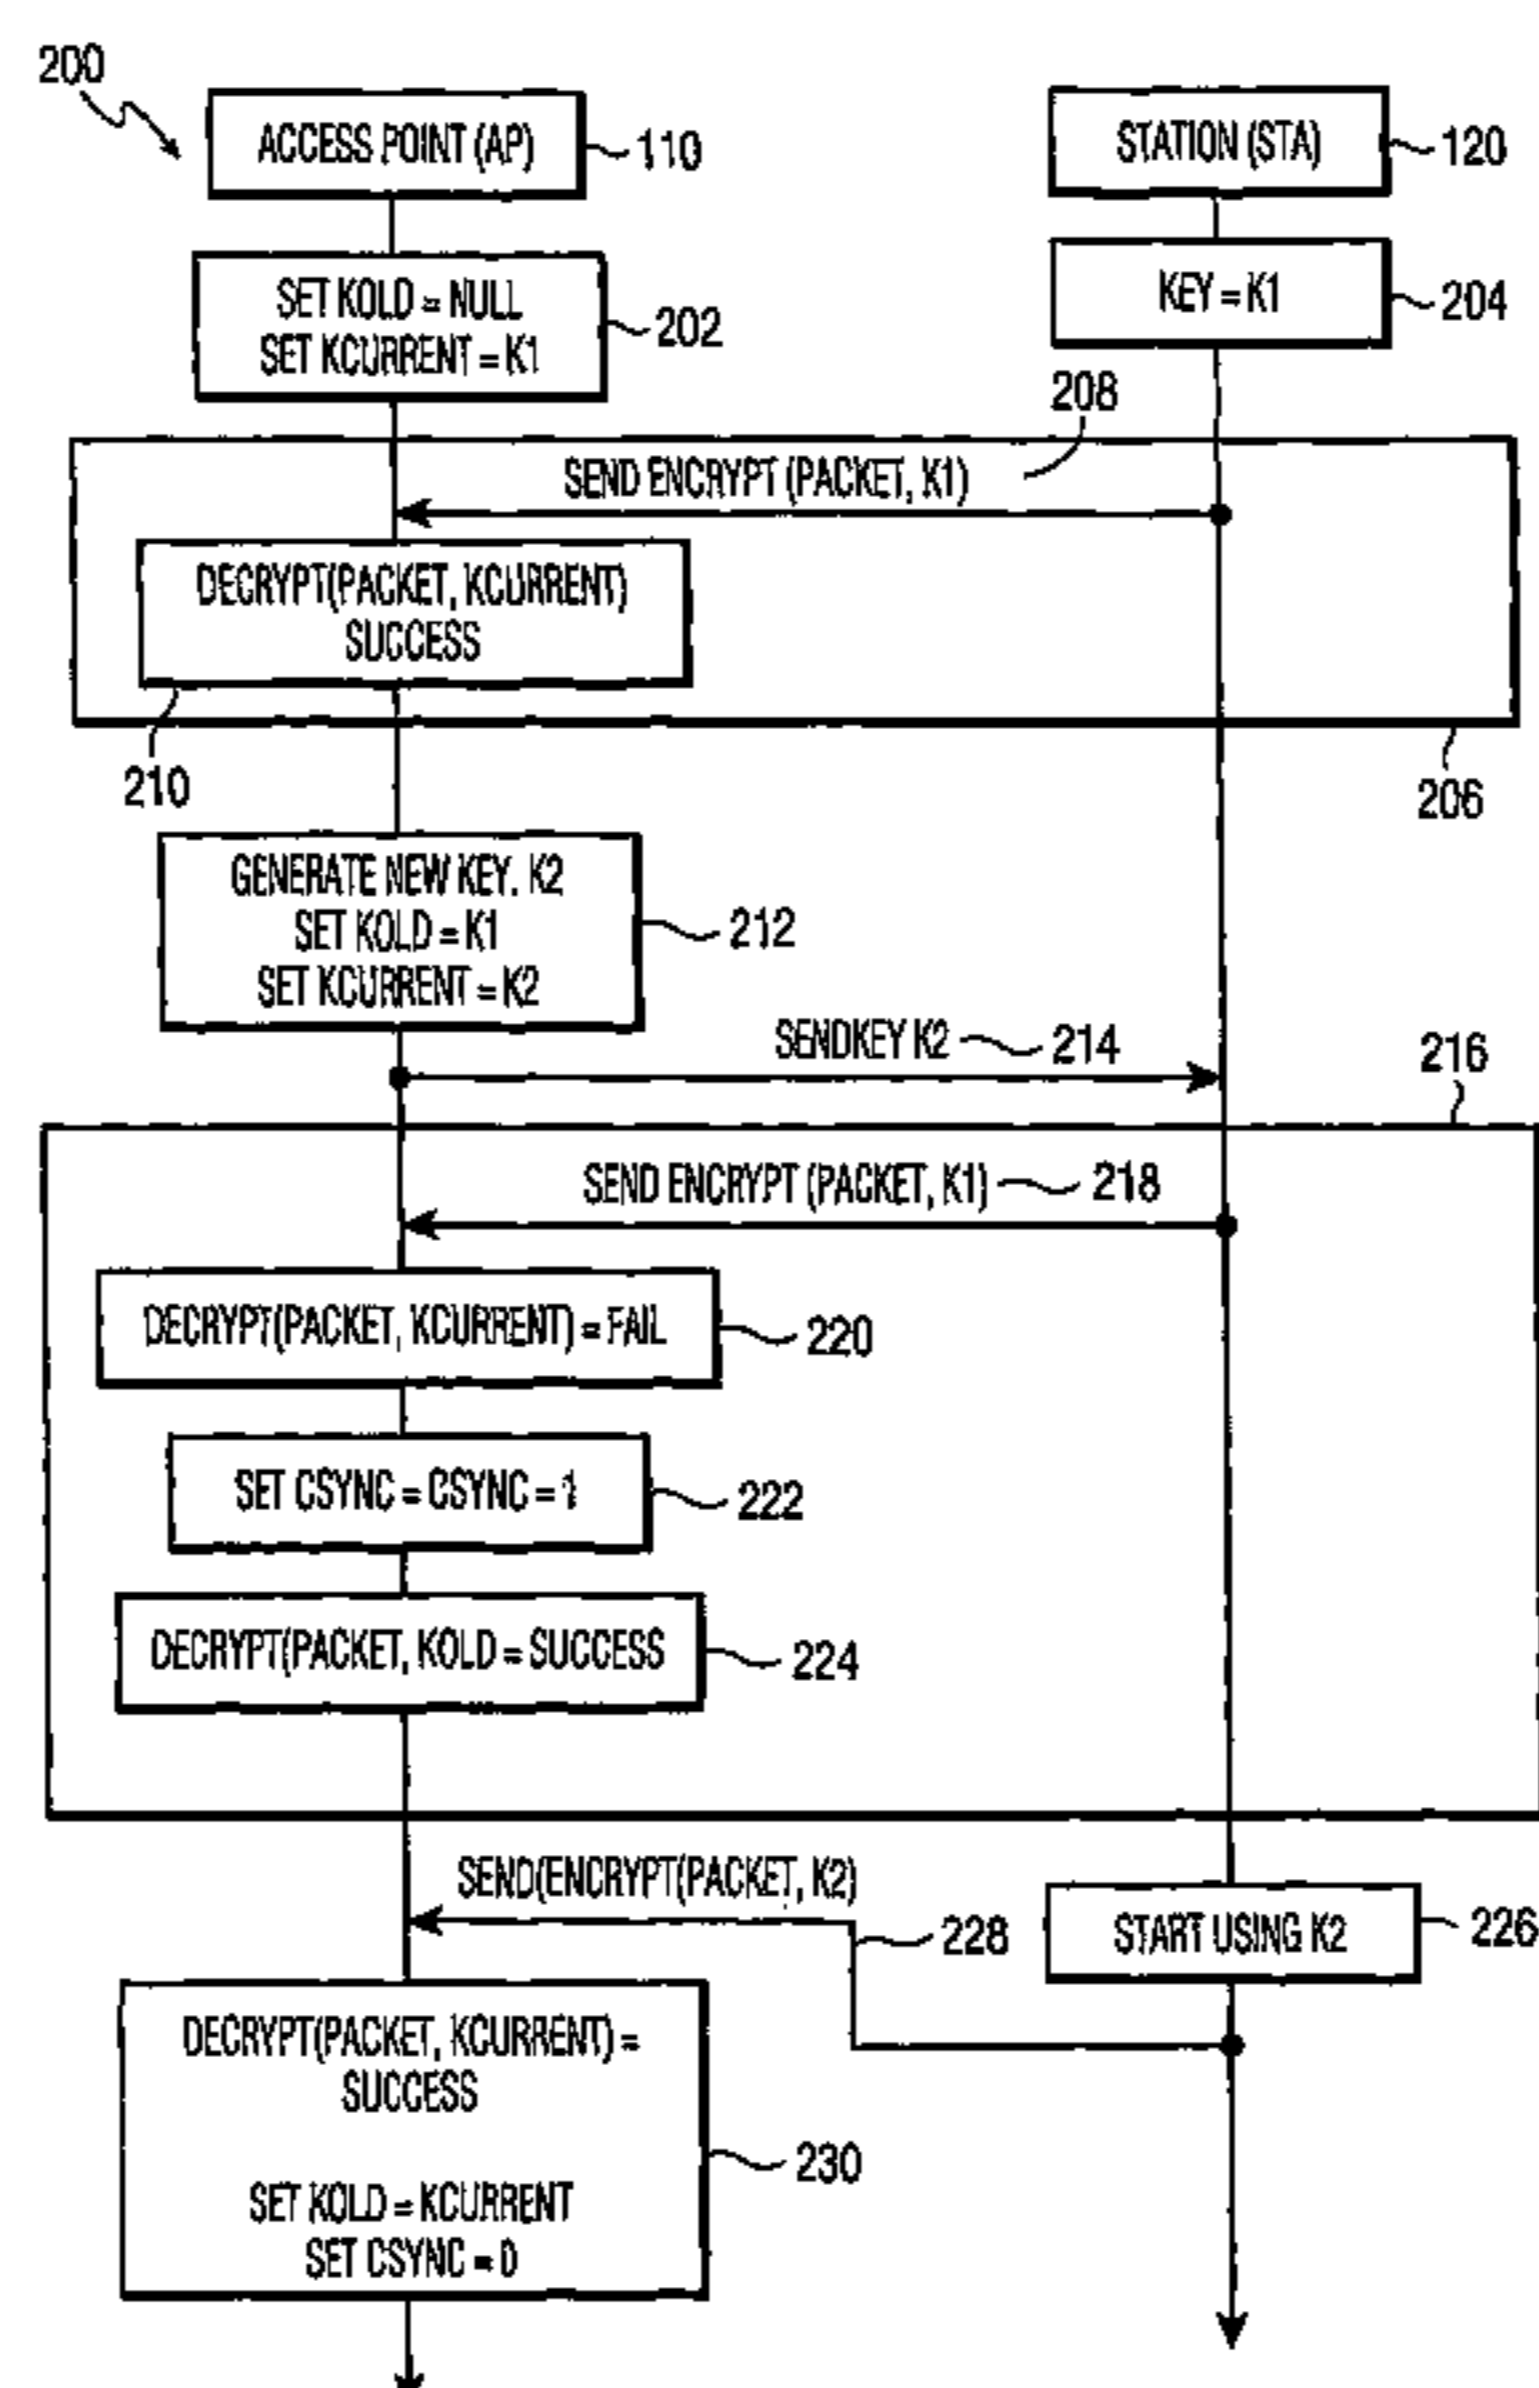 200
ACCESS POINT (AP)
110
STATION (STA)
120
SET KOLD = NULL
SET KCURRENT = K1
202
KEY = K1
204
208
SEND ENCRYPT (PACKET, K1)
DECRYPT(PACKET, KCURRENT)
SUCCESS
210
206
GENERATE NEW KEY. K2
SET KOLD = K1
SET KCURRENT = K2
212
SENDKEY K2
214
216
SEND ENCRYPT (PACKET, K1)
218
DECRYPT(PACKET, KCURRENT) = FAIL
220
SET CSYNC = CSYNC = 1
222
DECRYPT(PACKET, KOLD = SUCCESS
224
SEND(ENCRYPT(PACKET, K2)
228
START USING K2
226
DECRYPT(PACKET, KCURRENT) =
SUCCESS
SET KOLD = KCURRENT
SET CSYNC = 0
230